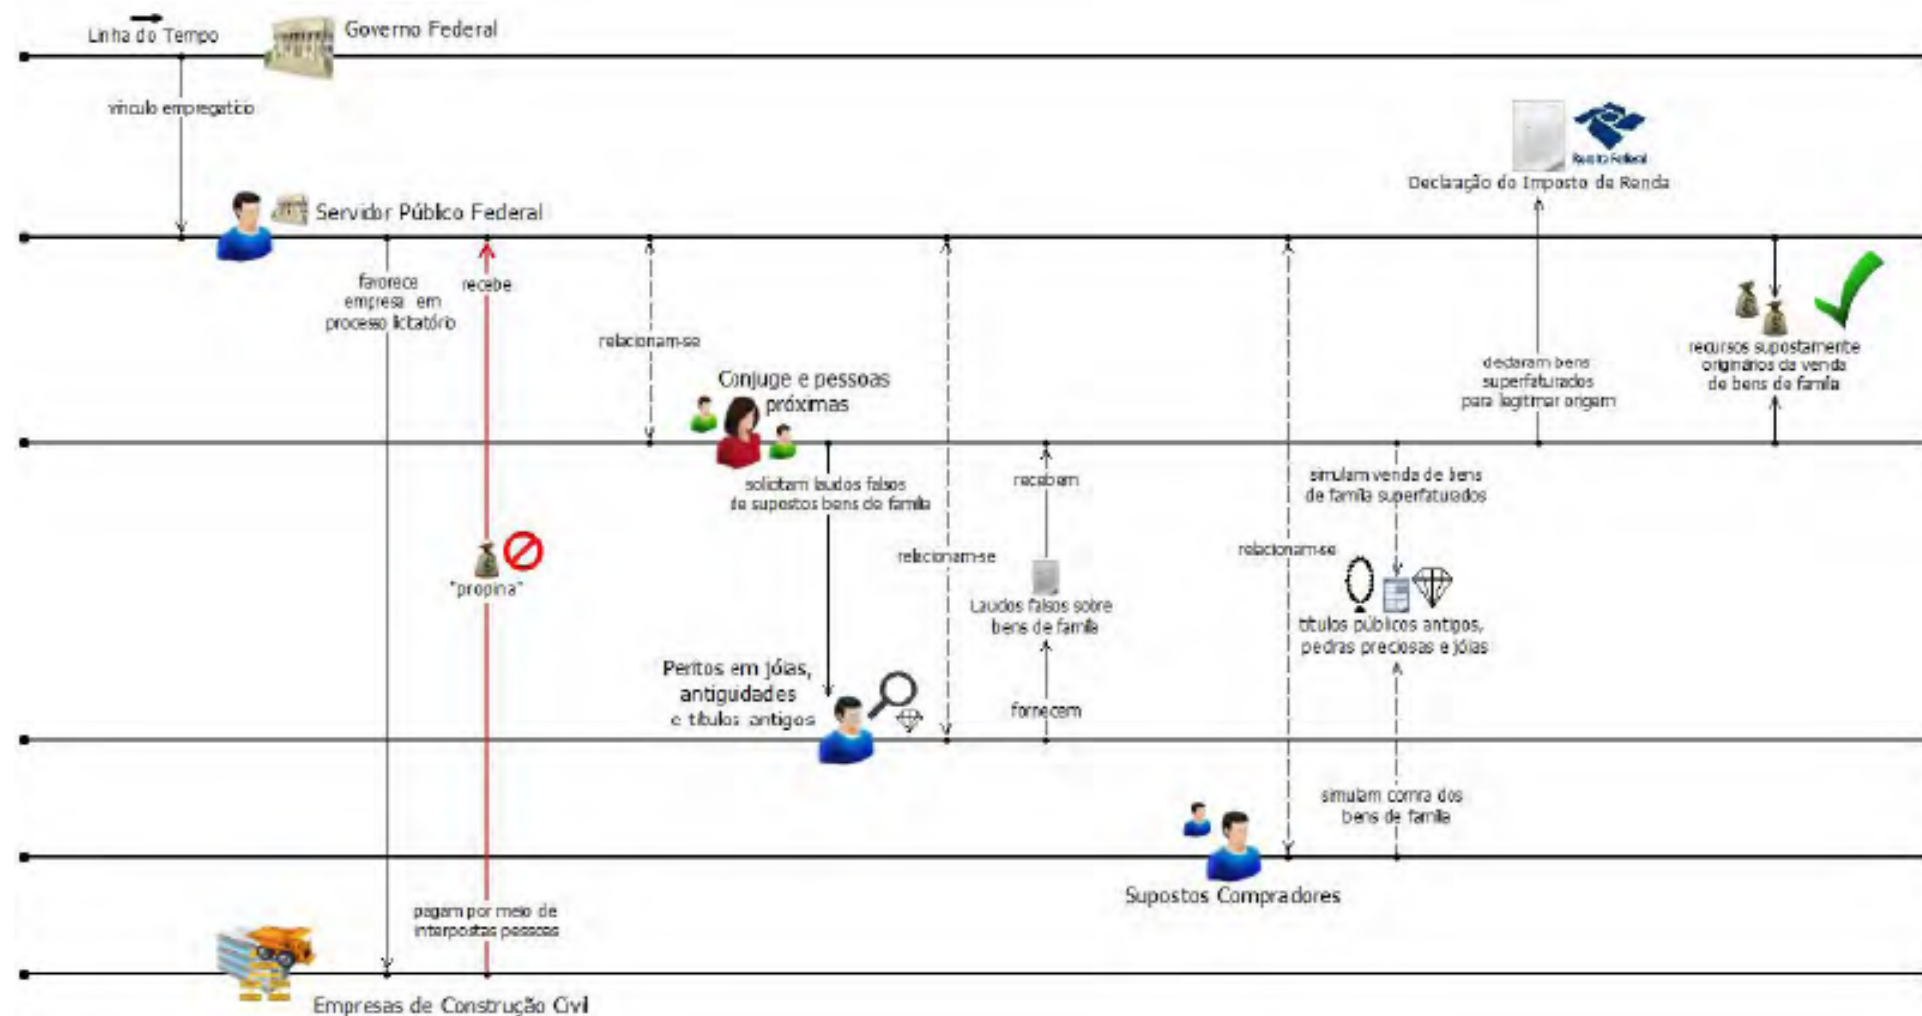 Linha do Tempo
Governo Federal
vínculo empregatício
Receita Federal
Declaração do Imposto de Renda
Servidor Público Federal
favorece
empresa em
processo licitatório
recebe
relacionam-se
Conjuge e pessoas
próximas
declaram bens
superfaturados
para legitimar origem
recursos supostamente
originários da venda
de bens de família
solicitam laudos falsos
de supostos bens de família
recebem
simulam venda de bens
de família superfaturados
"propina"
relacionam-se
Laudos falsos sobre
bens de família
relacionam-se
títulos públicos antigos,
pedras preciosas e jóias
Peritos em jóias,
antiguidades
e títulos antigos
fornecem
simulam comra dos
bens de família
Supostos Compradores
pagam por meio de
interpostas pessoas
Empresas de Construção Civil